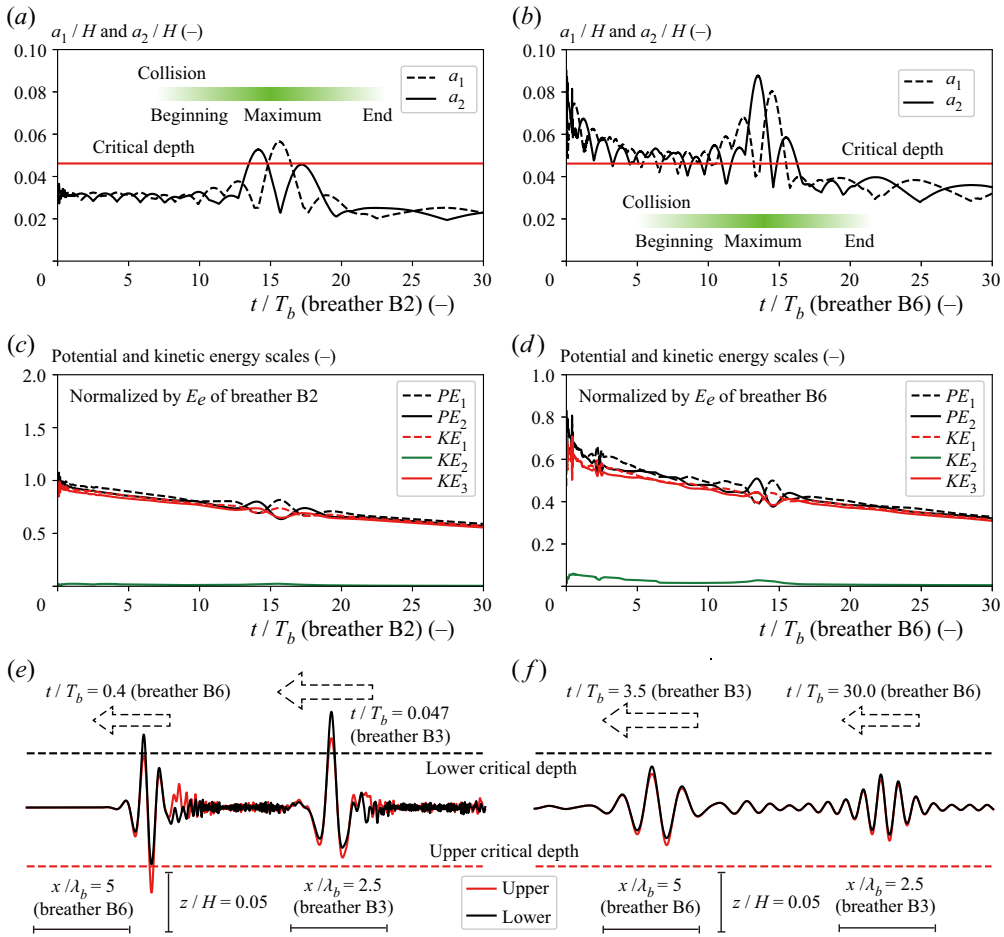 (a)
a1 / H and a2 / H (–)
0.10
0.08
0.06
0.04
0.02
0
5
10
15
20
25
30
Collision
Beginning
Maximum
End
Critical depth
a1
a2
t / Tb (breather B2) (–)
(b)
a1 / H and a2 / H (–)
0.10
0.08
0.06
0.04
0.02
0
5
10
15
20
25
30
a1
a2
Critical depth
Collision
Beginning
Maximum
End
t / Tb (breather B6) (–)
(c)
Potential and kinetic energy scales (–)
2.0
1.5
1.0
0.5
0
5
10
15
20
25
30
Normalized by Ee of breather B2
PE1
PE2
KE1
KE2
KE3
t / Tb (breather B2) (–)
(d)
Potential and kinetic energy scales (–)
1.0
0.8
0.6
0.4
0.2
0
5
10
15
20
25
30
Normalized by Ee of breather B6
PE1
PE2
KE1
KE2
KE3
t / Tb (breather B6) (–)
(e)
t / Tb = 0.4 (breather B6)
t / Tb = 0.047
(breather B3)
Lower critical depth
Upper critical depth
x /λb = 5
(breather B6)
z / H = 0.05
x /λb = 2.5
(breather B3)
Upper
Lower
(f)
t / Tb = 3.5 (breather B3)
t / Tb = 30.0 (breather B6)
x /λb = 5
(breather B6)
z / H = 0.05
x /λb = 2.5
(breather B3)